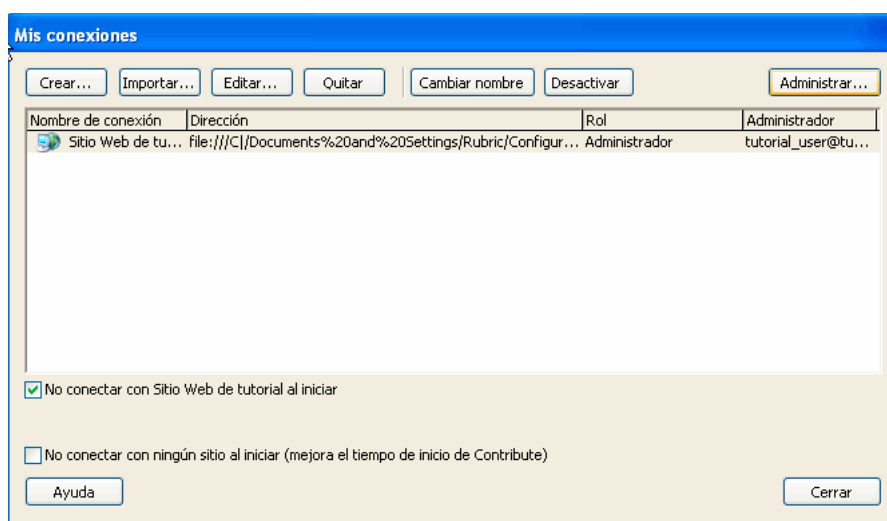 Mis conexiones
Crear... Importar... Editar... Quitar Cambiar nombre Desactivar Administrar...
Nombre de conexión Dirección Rol Administrador
Sitio Web de tu... file:///C|/Documents%20and%20Settings/Rubric/Configur... Administrador tutorial_user@tu...
No conectar con Sitio Web de tutorial al iniciar
No conectar con ningún sitio al iniciar (mejora el tiempo de inicio de Contribute)
Ayuda Cerrar